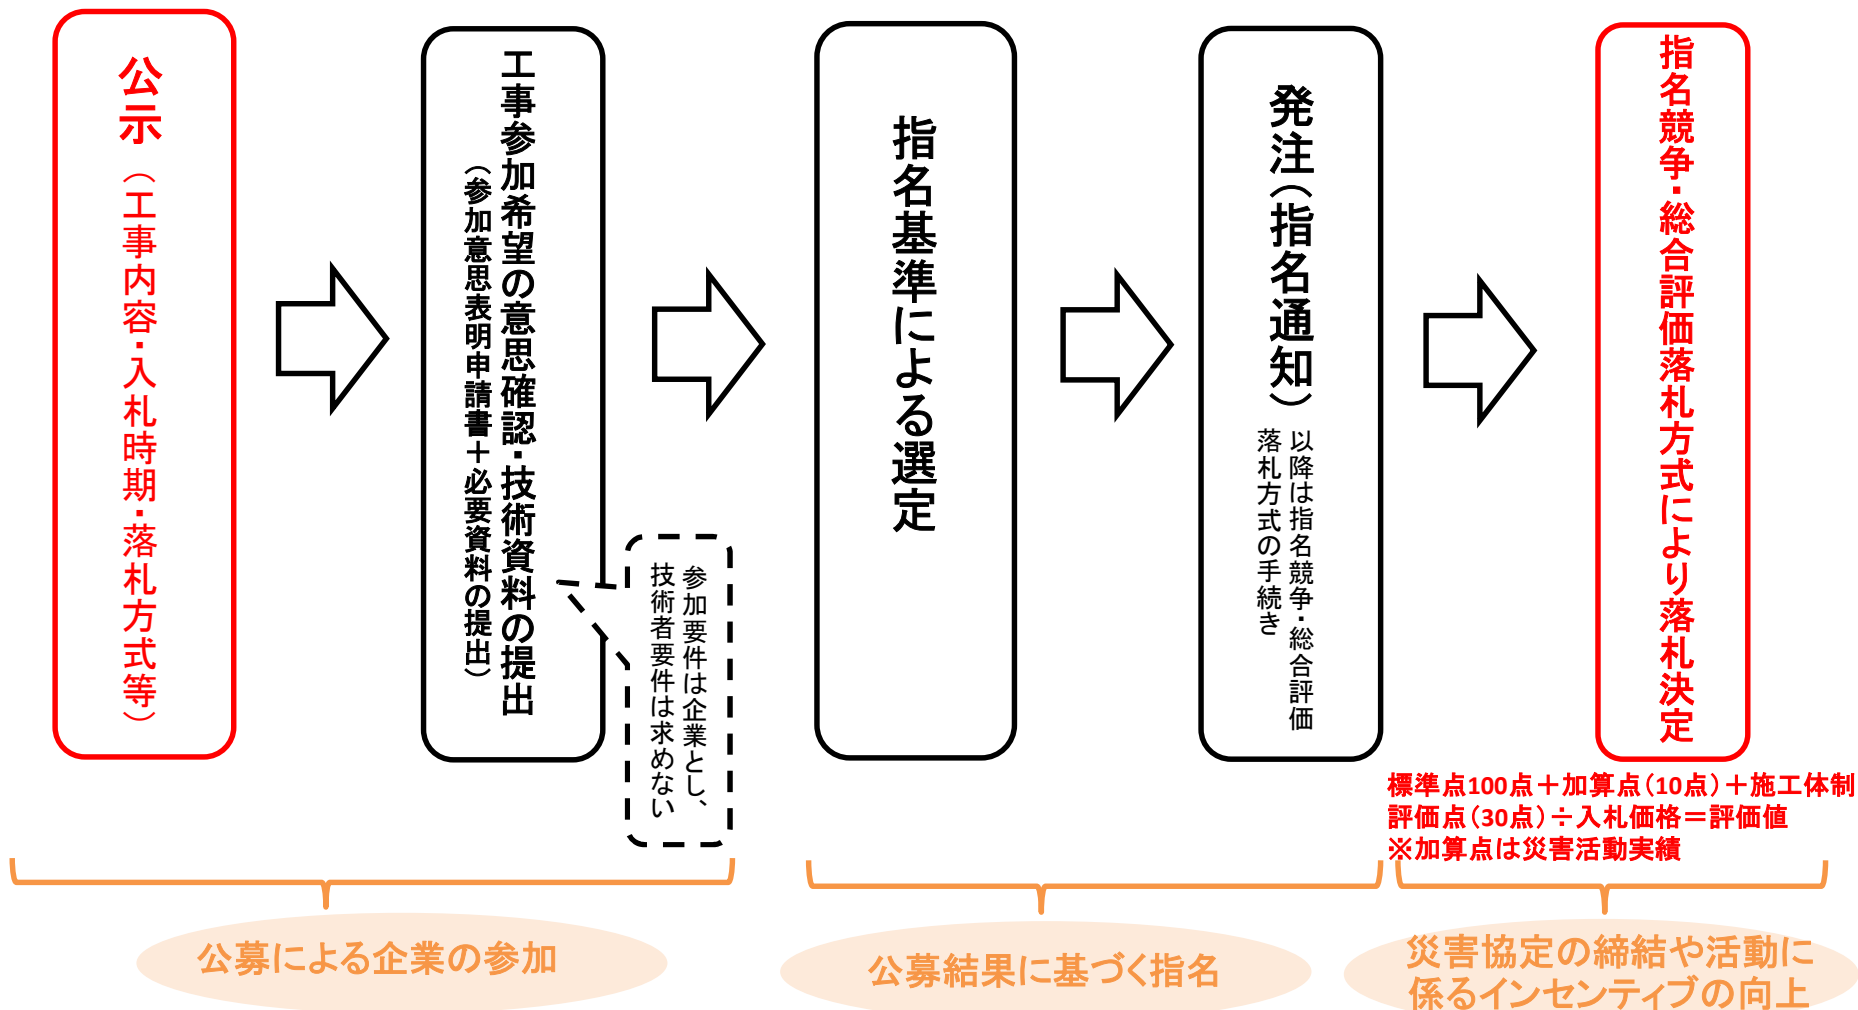 公示（工事内容・入札時期・落札方式等）
工事参加希望の意思確認・技術資料の提出
（参加意思表明申請書＋必要資料の提出）
参加要件は企業とし、
技術者要件は求めない
指名基準による選定
発注（指名通知）
以降は指名競争・総合評価
落札方式の手続き
指名競争・総合評価落札方式により落札決定
標準点100点＋加算点（10点）＋施工体制
評価点（30点）÷入札価格＝評価値
※加算点は災害活動実績
公募による企業の参加
公募結果に基づく指名
災害協定の締結や活動に
係るインセンティブの向上